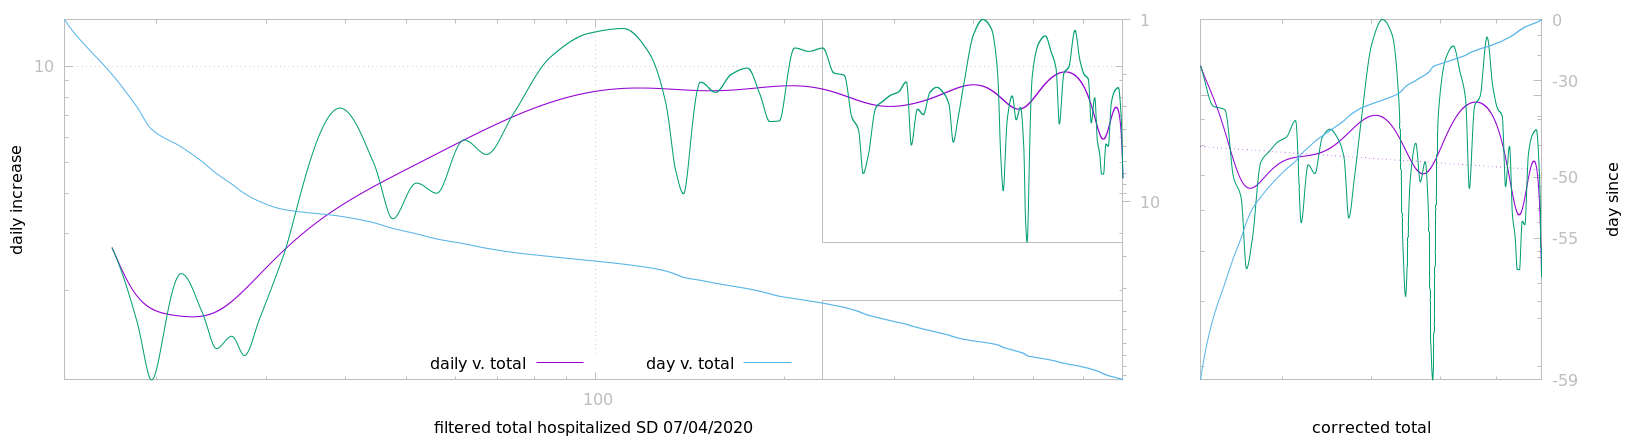 daily increase
10
1
10
daily v. total
day v. total
100
filtered total hospitalized SD 07/04/2020
0
-30
-30
-50
-55
-59
day since
corrected total